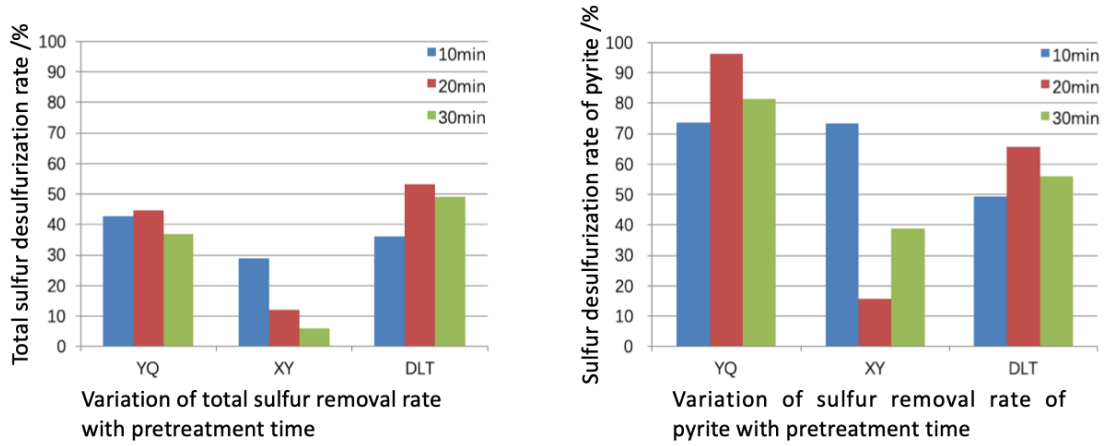 Total sulfur desulfurization rate /%
100
90
80
70
60
50
40
30
20
10
0
10min
20min
30min
YQ XY DLT
Variation of total sulfur removal rate
with pretreatment time
Sulfur desulfurization rate of pyrite /%
100
90
80
70
60
50
40
30
20
10
0
10min
20min
30min
YQ XY DLT
Variation of sulfur removal rate of
pyrite with pretreatment time